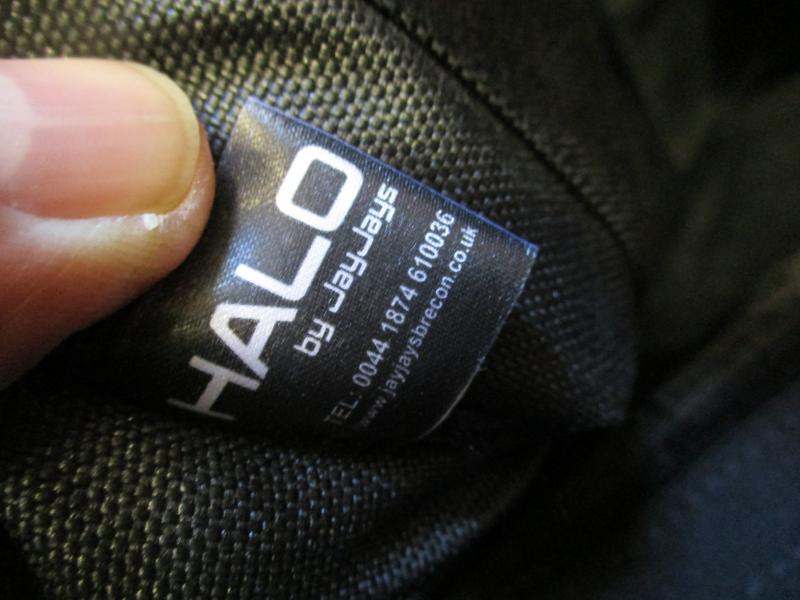 HALO
by JayJays
TEL: 0044 1874 610036
www.jayjaysbrecon.co.uk